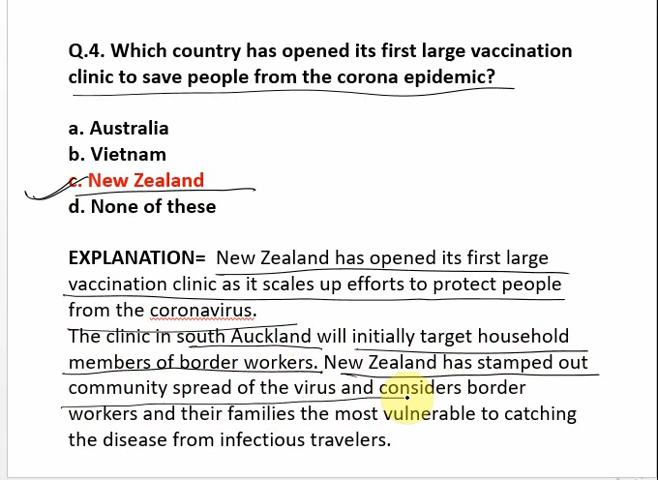 Q.4. Which country has opened its first large vaccination
clinic to save people from the corona epidemic?
a. Australia
b. Vietnam
c. New Zealand
d. None of these
EXPLANATION= New Zealand has opened its first large
vaccination clinic as it scales up efforts to protect people
from the coronavirus.
The clinic in south Auckland will initially target household
members of border workers. New Zealand has stamped out
community spread of the virus and considers border
workers and their families the most vulnerable to catching
the disease from infectious travelers.